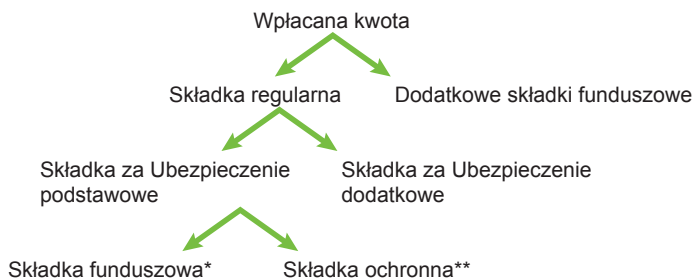 Wpłacana kwota
Składka regularna
Dodatkowe składki funduszowe
Składka za Ubezpieczenie
podstawowe
Składka za Ubezpieczenie
dodatkowe
Składka funduszowa*
Składka ochronna**